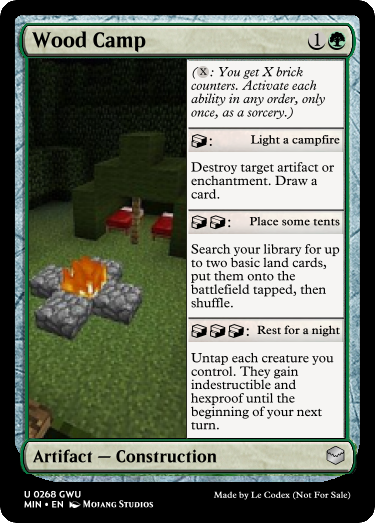 Wood Camp 1
(X: You get X brick
counters. Activate each
ability in any order, only
once, as a sorcery.)
: Light a campfire
Destroy target artifact or
enchantment. Draw a
card.
: Place some tents
Search your library for up
to two basic land cards,
put them onto the
battlefield tapped, then
shuffle.
: Rest for a night
Untap each creature you
control. They gain
indestructible and
hexproof until the
beginning of your next
turn.
Artifact — Construction
U 0268 GWU
MIN • EN Mojang Studios
Made by Le Codex (Not For Sale)